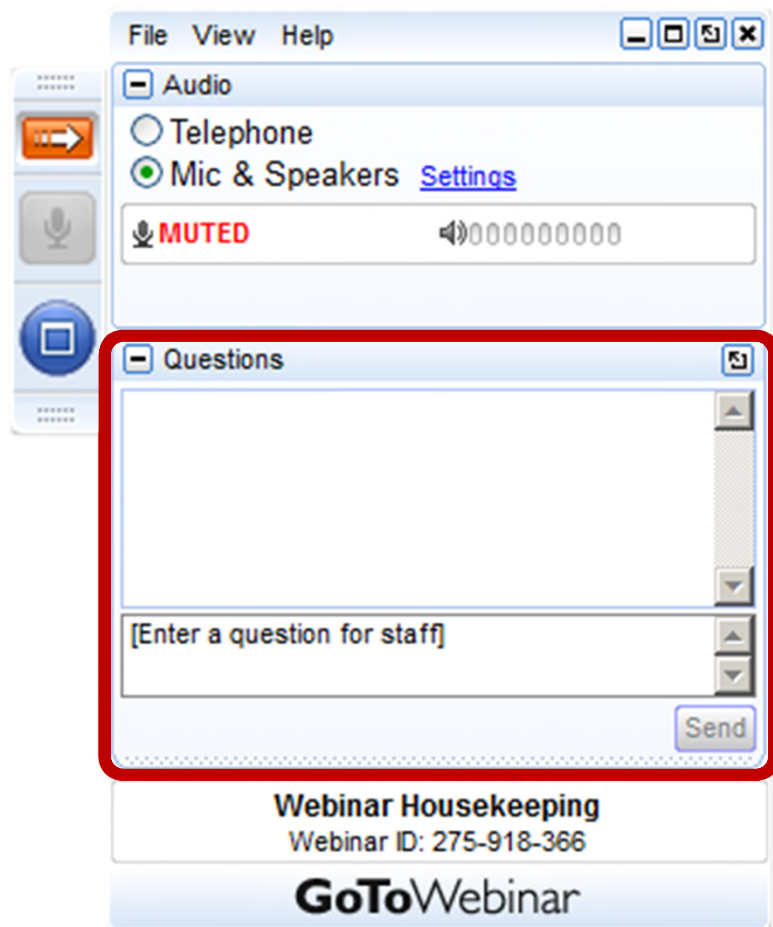 File View Help
Audio
Telephone
Mic & Speakers Settings
MUTED
Questions
[Enter a question for staff]
Send
Webinar Housekeeping
Webinar ID: 275-918-366
GoToWebinar